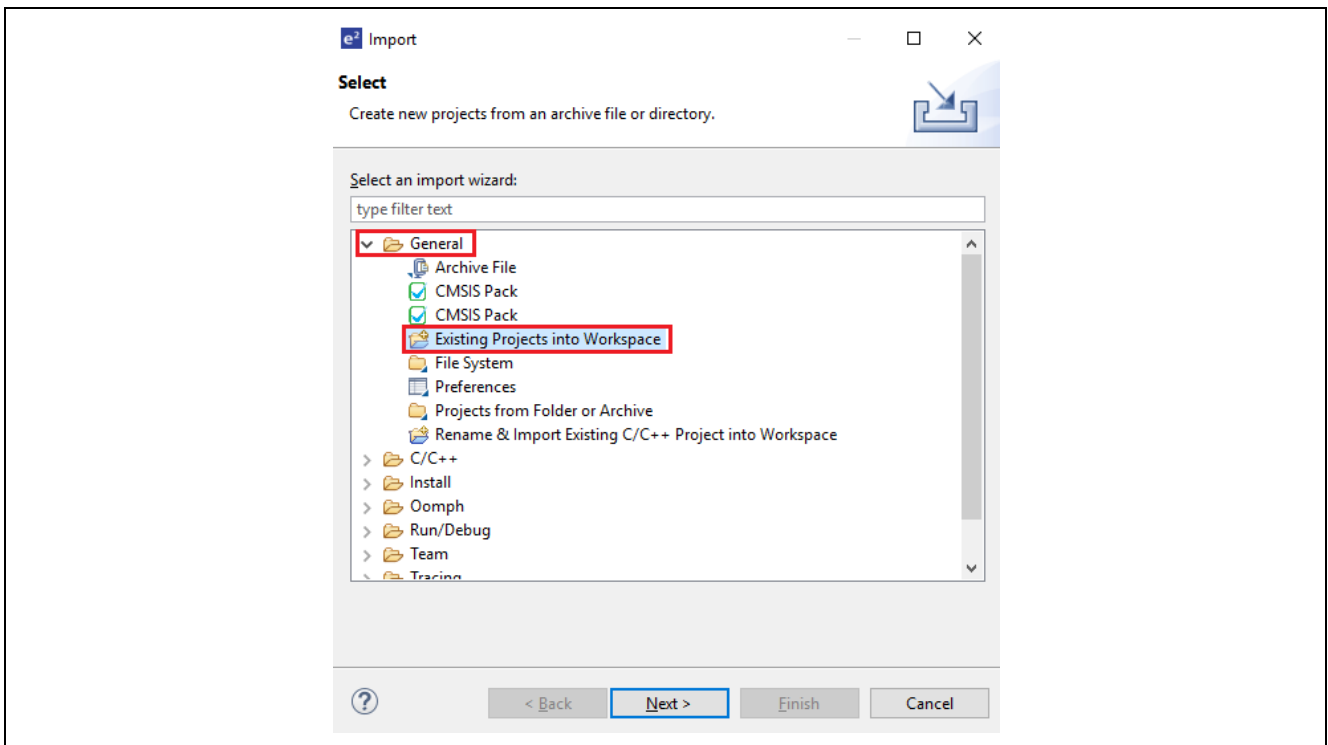 e² Import
Select
Create new projects from an archive file or directory.
Select an import wizard:
type filter text
General
Archive File
CMSIS Pack
CMSIS Pack
Existing Projects into Workspace
File System
Preferences
Projects from Folder or Archive
Rename & Import Existing C/C++ Project into Workspace
C/C++
Install
Oomph
Run/Debug
Team
Tracing
? < Back Next > Finish Cancel